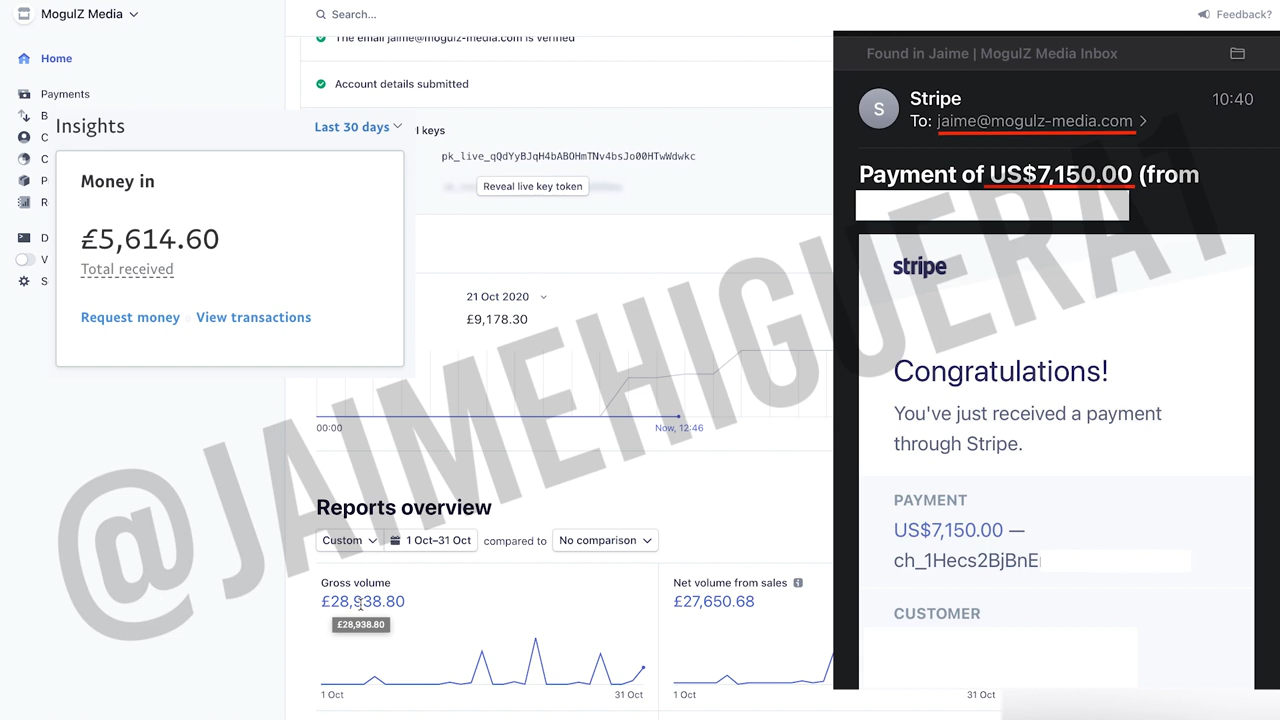 MogulZ Media
Search...
Feedback?
Home
The email jaime@mogulz-media.com is verified
Account details submitted
Payments
B
C
C
P
R
D
V
S
Insights
Last 30 days
l keys
Money in
pk_live_qQdYyBJqH4bABOHmTNv4bsJo00HTwWdwkc
Reveal live key token
£5,614.60
Total received
Request money
View transactions
21 Oct 2020
£9,178.30
00:00
Now, 12:46
Reports overview
Custom
1 Oct–31 Oct
compared to
No comparison
Gross volume
£28,938.80
£28,938.80
1 Oct
31 Oct
Net volume from sales
£27,650.68
1 Oct
31 Oct
Found in Jaime | MogulZ Media Inbox
S
Stripe
10:40
To: jaime@mogulz-media.com
Payment of US$7,150.00 (from
stripe
Congratulations!
You've just received a payment
through Stripe.
PAYMENT
US$7,150.00 —
ch_1Hecs2BjBnE
CUSTOMER
@JAIMEHIGUERA1